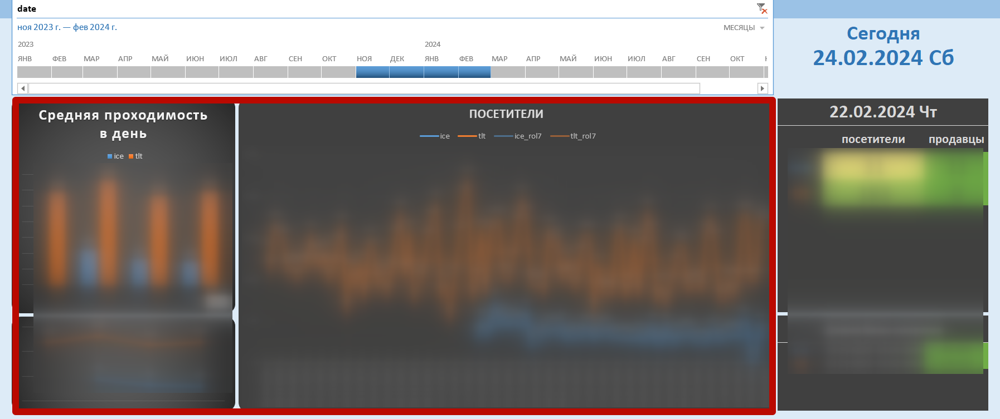 date
ноя 2023 г. — фев 2024 г.
МЕСЯЦЫ
2023 2024
ЯНВ ФЕВ МАР АПР МАЙ ИЮН ИЮЛ АВГ СЕН ОКТ НОЯ ДЕК ЯНВ ФЕВ МАР АПР МАЙ ИЮН ИЮЛ АВГ СЕН ОКТ
Сегодня
24.02.2024 Сб
Средняя проходимость
в день
ice tlt
ПОСЕТИТЕЛИ
ice tlt ice_rol7 tlt_rol7
22.02.2024 Чт
посетители продавцы